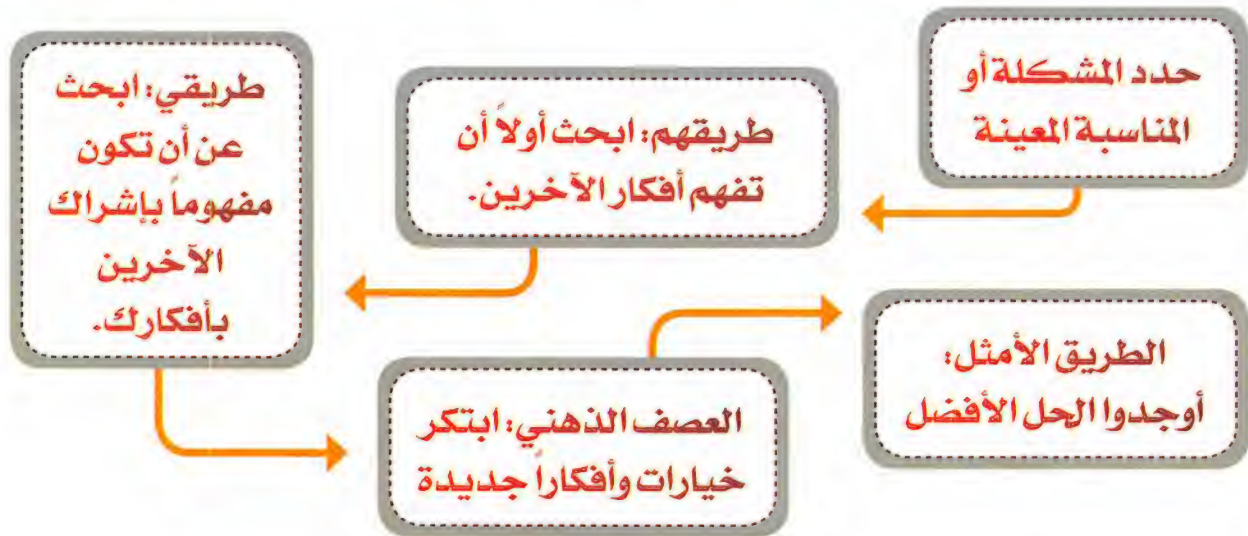 حدد المشكلة أو
المناسبة المعينة
طريقهم: ابحث أولاً أن
تفهم أفكار الآخرين.
طريقي: ابحث
عن أن تكون
مفهوماً بإشراك
الآخرين
بأفكارك.
العصف الذهني: ابتكر
خيارات وأفكاراً جديدة
الطريق الأمثل:
أوجدوا الحل الأفضل